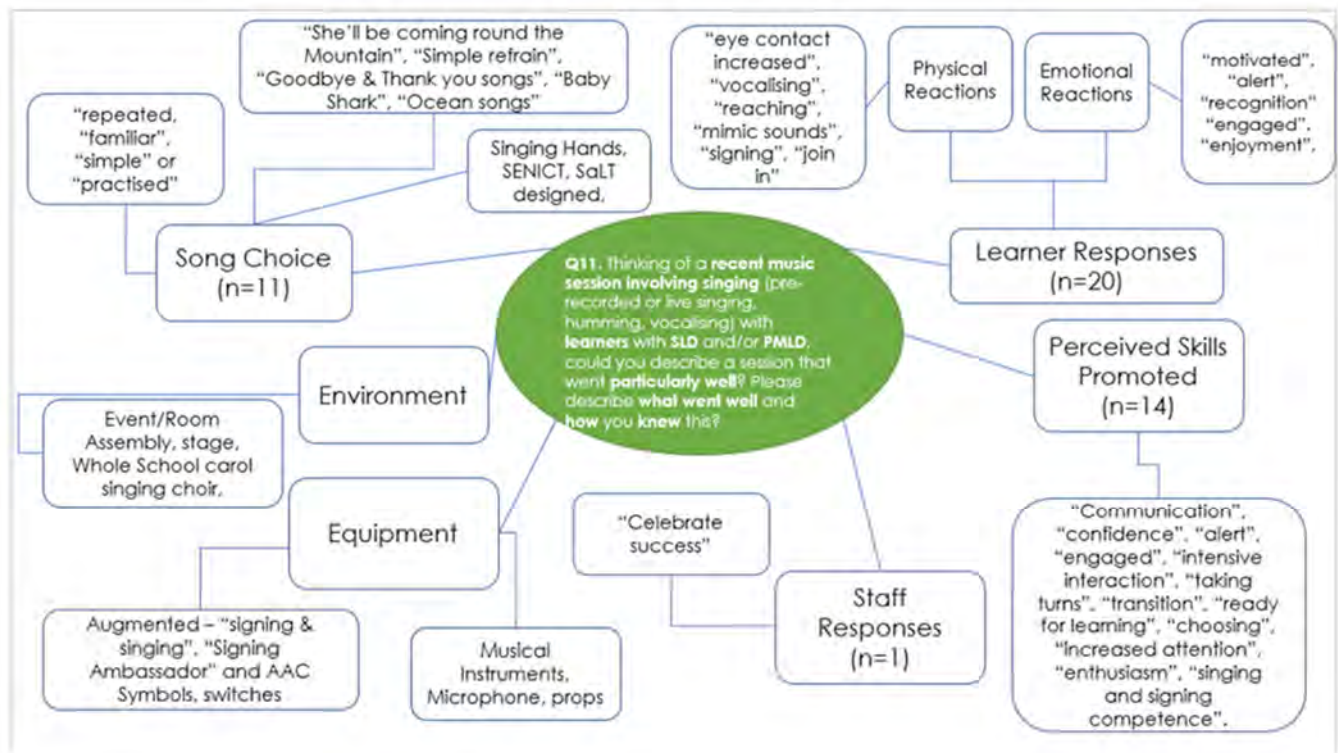 “She’ll be coming round the
Mountain”, “Simple refrain”,
“Goodbye & Thank you songs”, “Baby
Shark”, “Ocean songs”
“repeated,
“familiar”,
“simple” or
“practised”
Singing Hands,
SENICT, SaLT
designed,
Song Choice
(n=11)
“eye contact
increased”,
“vocalising”,
“reaching”,
“mimic sounds”,
“signing”, “join
in”
Physical
Reactions
Emotional
Reactions
“motivated”,
“alert”,
“recognition”
“engaged”,
“enjoyment”,
Learner Responses
(n=20)
Q11. Thinking of a recent music
session involving singing (pre-
recorded or live singing,
humming, vocalising) with
learners with SLD and/or PMLD,
could you describe a session that
went particularly well? Please
describe what went well and
how you knew this?
Perceived Skills
Promoted
(n=14)
“Communication”,
“confidence”, “alert”,
“engaged”, “intensive
interaction”, “taking
turns”, “transition”, “ready
for learning”, “choosing”,
“increased attention”,
“enthusiasm”, “singing
and signing
competence”.
Environment
Event/Room
Assembly, stage,
Whole School carol
singing choir,
Equipment
Augmented – “signing &
singing”, “Signing
Ambassador” and AAC
Symbols, switches
Musical
Instruments,
Microphone, props
“Celebrate
success”
Staff
Responses
(n=1)